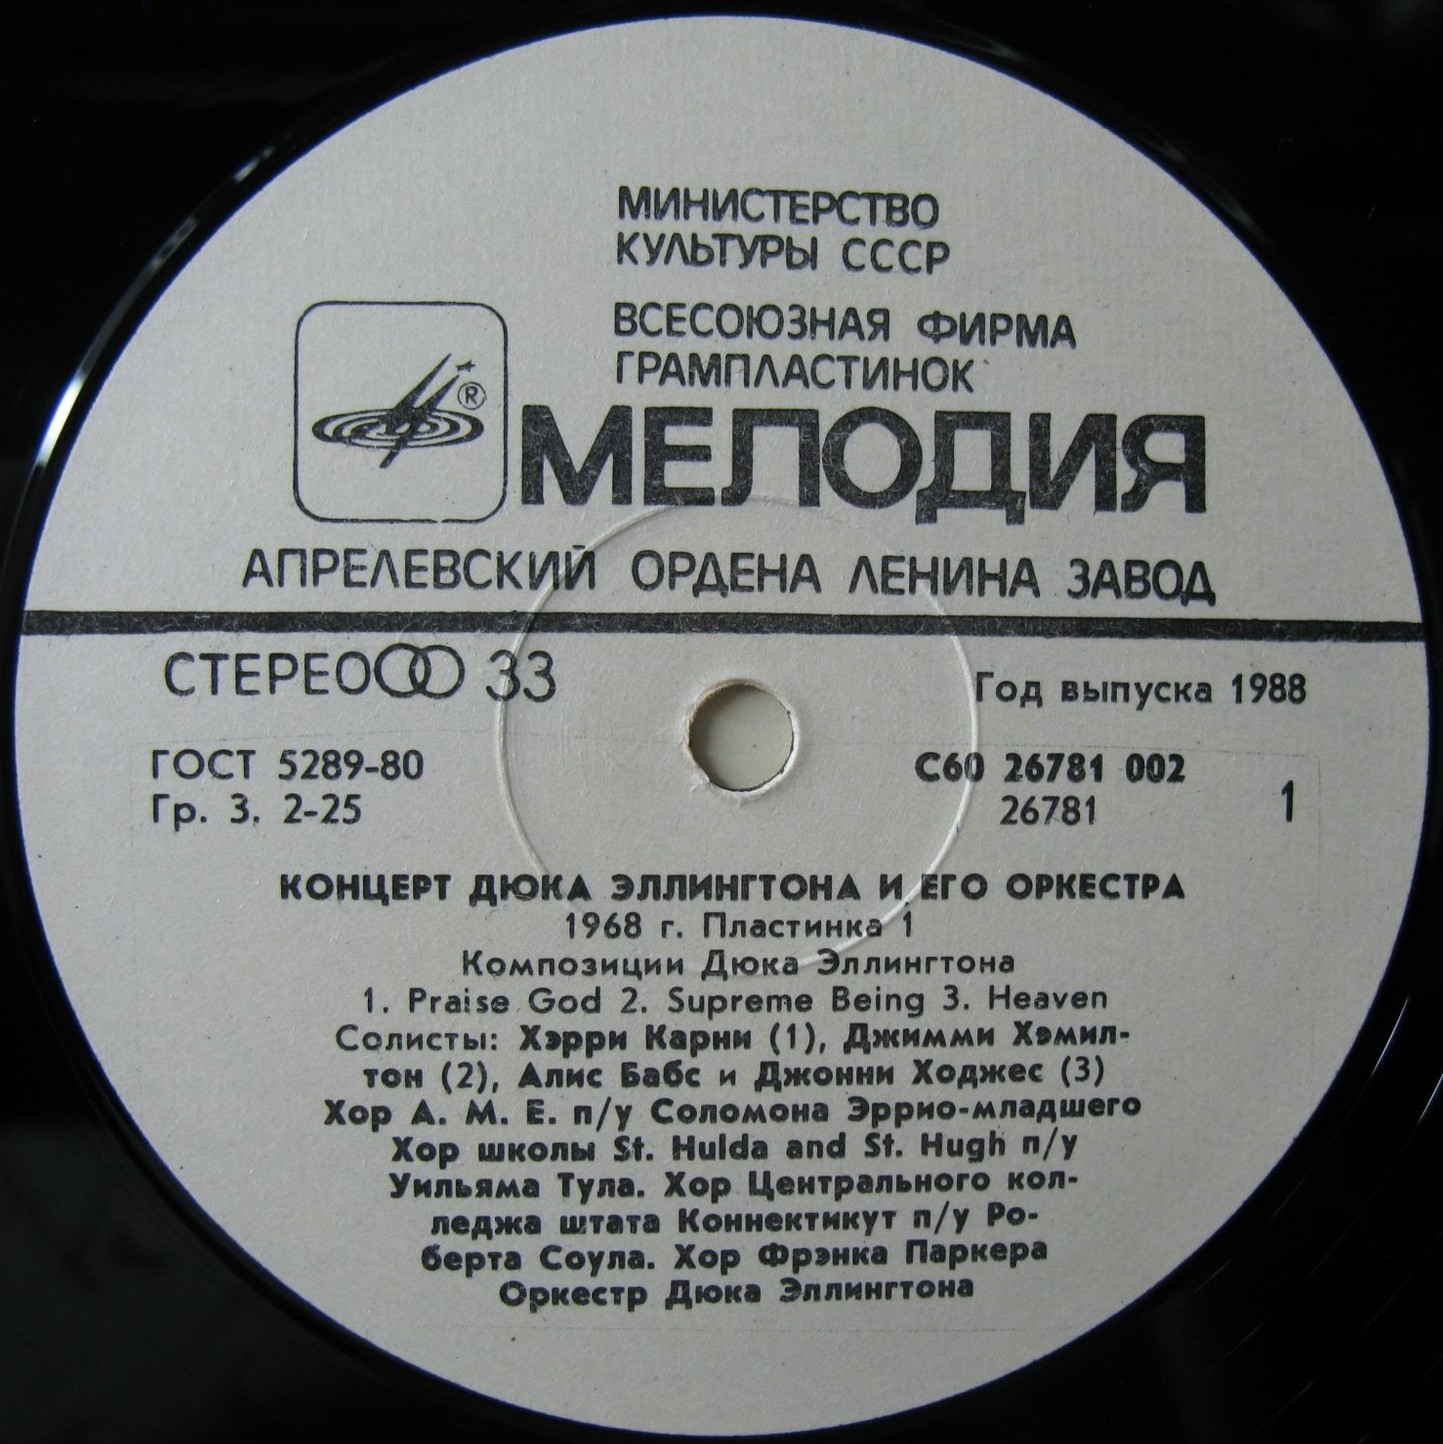 МИНИСТЕРСТВО
КУЛЬТУРЫ СССР
ВСЕСОЮЗНАЯ ФИРМА
ГРАМПЛАСТИНОК
®
МЕЛОДИЯ
АПРЕЛЕВСКИЙ ОРДЕНА ЛЕНИНА ЗАВОД
СТЕРЕО 33
Год выпуска 1988
ГОСТ 5289-80
С60 26781 002
Гр. 3. 2-25
26781
1
КОНЦЕРТ ДЮКА ЭЛЛИНГТОНА И ЕГО ОРКЕСТРА
1968 г. Пластинка 1
Композиции Дюка Эллингтона
1. Praise God 2. Supreme Being 3. Heaven
Солисты: Хэрри Карни (1), Джимми Хэмил-
тон (2), Алис Бабс и Джонни Ходжес (3)
Хор А. М. Е. п/у Соломона Эррио-младшего
Хор школы St. Hulda and St. Hugh п/у
Уильяма Тула. Хор Центрального кол-
леджа штата Коннектикут п/у Ро-
берта Соула. Хор Фрэнка Паркера
Оркестр Дюка Эллингтона